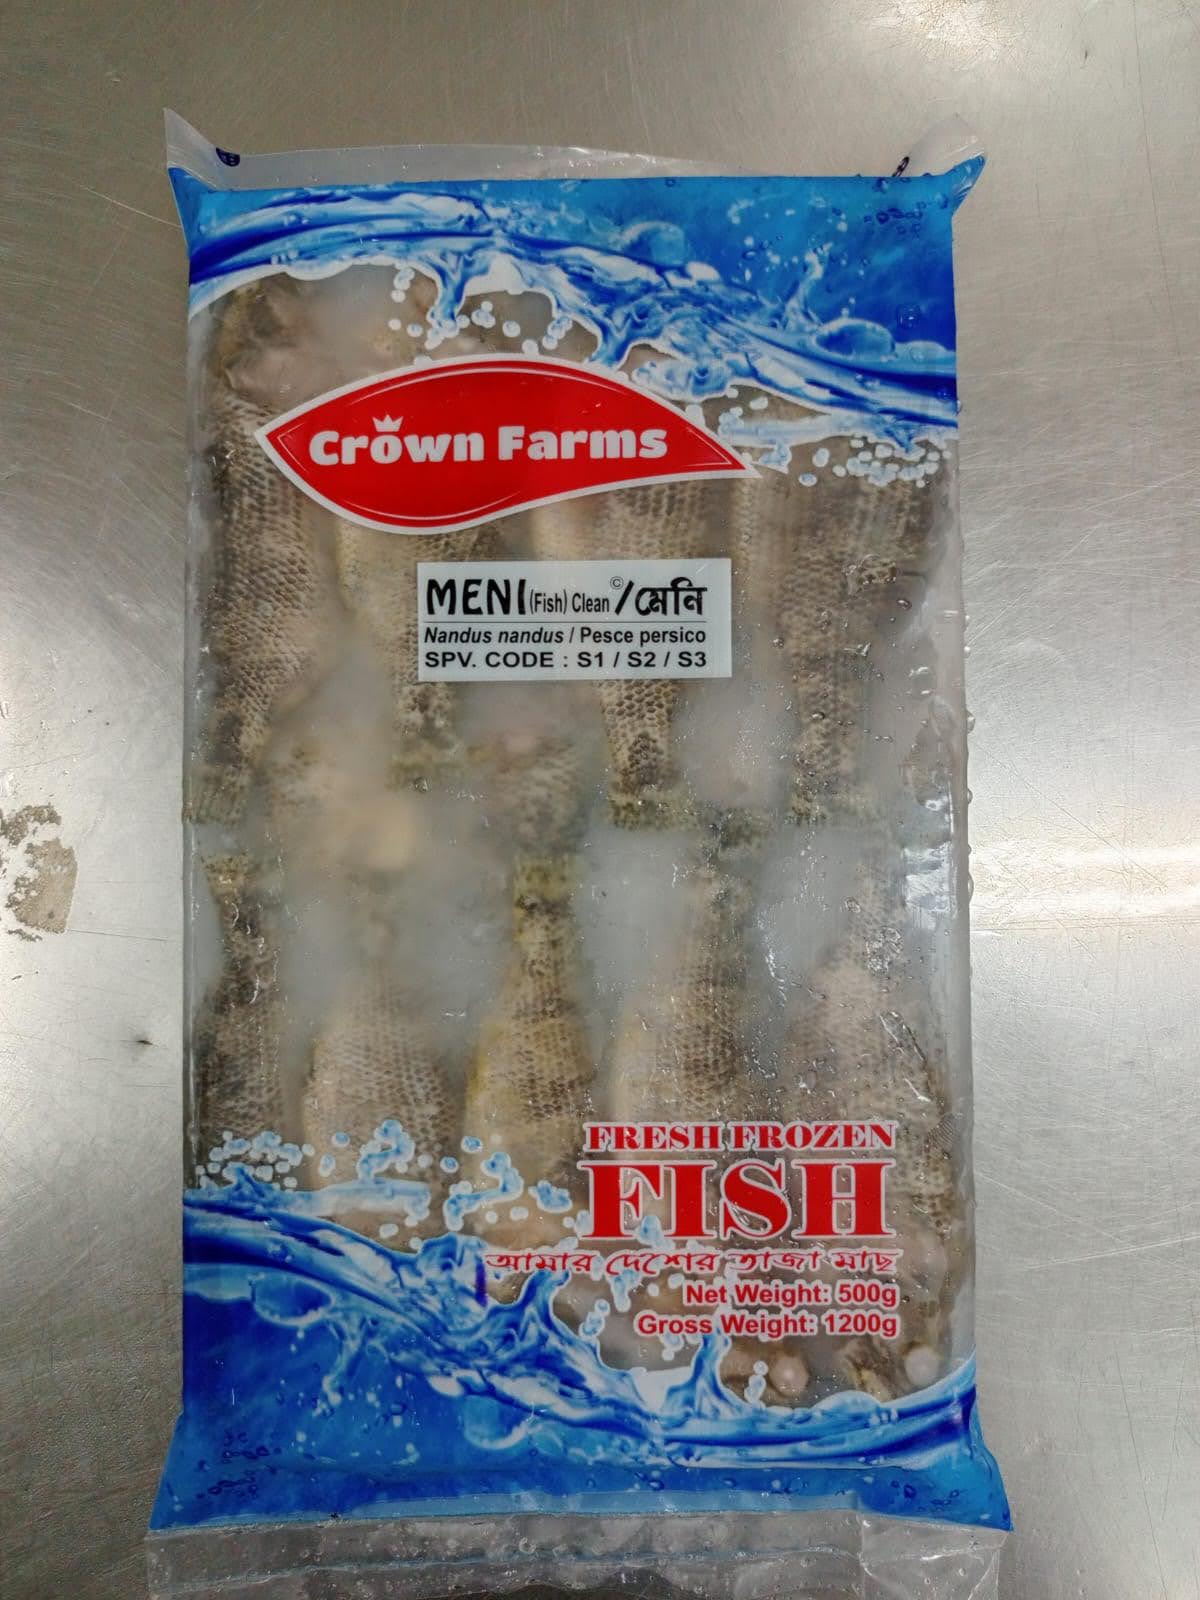 Crown Farms
MENI (Fish) Clean © / মেনি
Nandus nandus / Pesce persico
SPV. CODE : S1 / S2 / S3
FRESH FROZEN
FISH
আমার দেশের তাজা মাছ
Net Weight: 500g
Gross Weight: 1200g